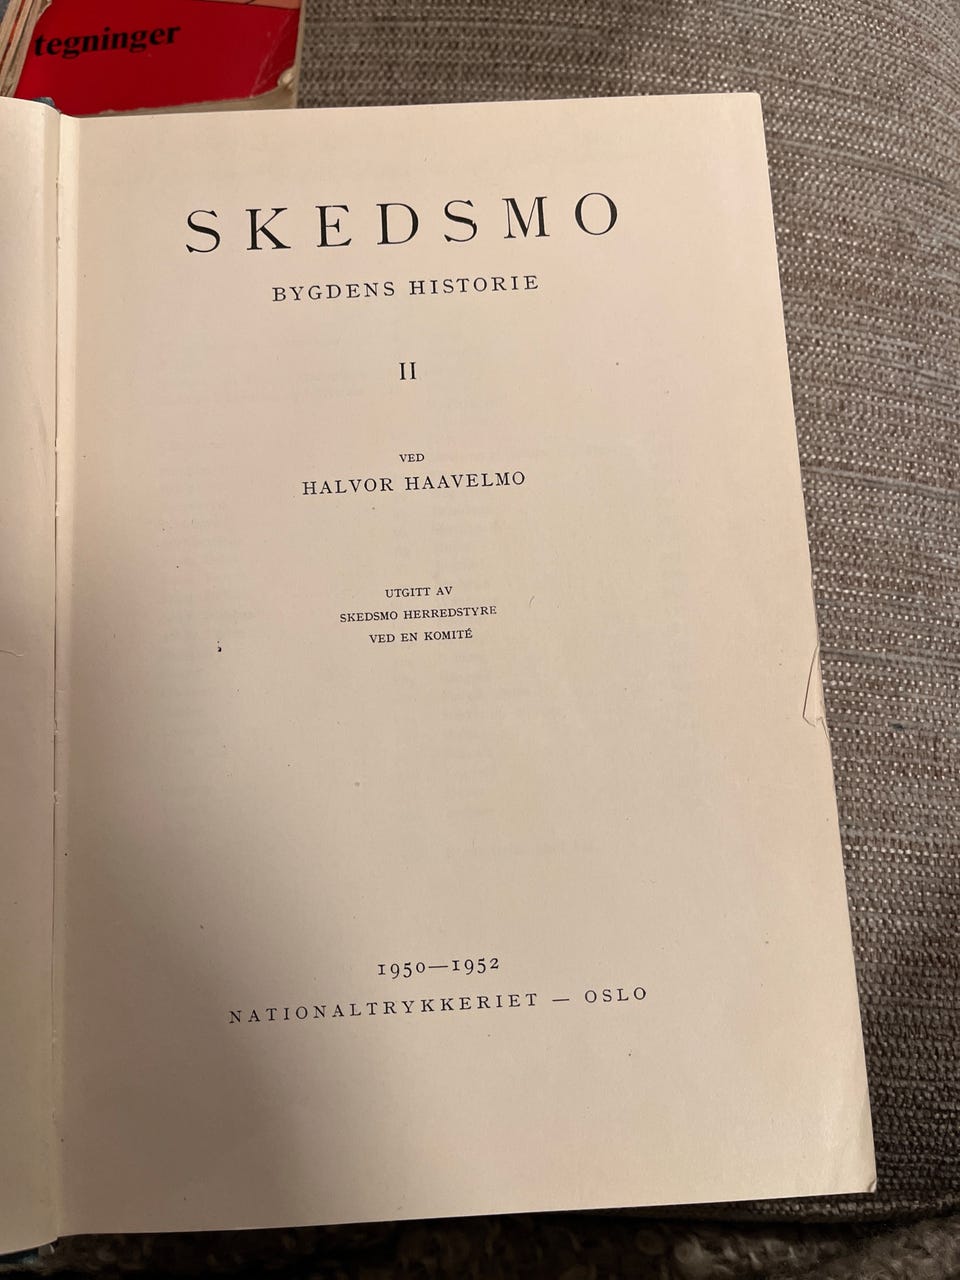 tegninger
SKEDSMO
BYGDENS HISTORIE
II
VED
HALVOR HAAVELMO
UTGITT AV
SKEDSMO HERREDSTYRE
VED EN KOMITÉ
1950—1952
NATIONALTRYKKERIET — OSLO